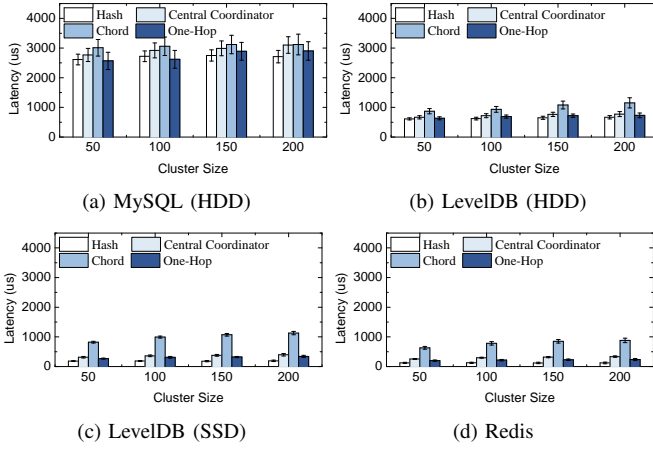 Hash
Central Coordinator
Chord
One-Hop
4000
3000
2000
1000
0
Latency (us)
50
100
150
200
Cluster Size
(a) MySQL (HDD)
Hash
Central Coordinator
Chord
One-Hop
4000
3000
2000
1000
0
Latency (us)
50
100
150
200
Cluster Size
(b) LevelDB (HDD)
Hash
Central Coordinator
Chord
One-Hop
4000
3000
2000
1000
0
Latency (us)
50
100
150
200
Cluster Size
(c) LevelDB (SSD)
Hash
Central Coordinator
Chord
One-Hop
4000
3000
2000
1000
0
Latency (us)
50
100
150
200
Cluster Size
(d) Redis